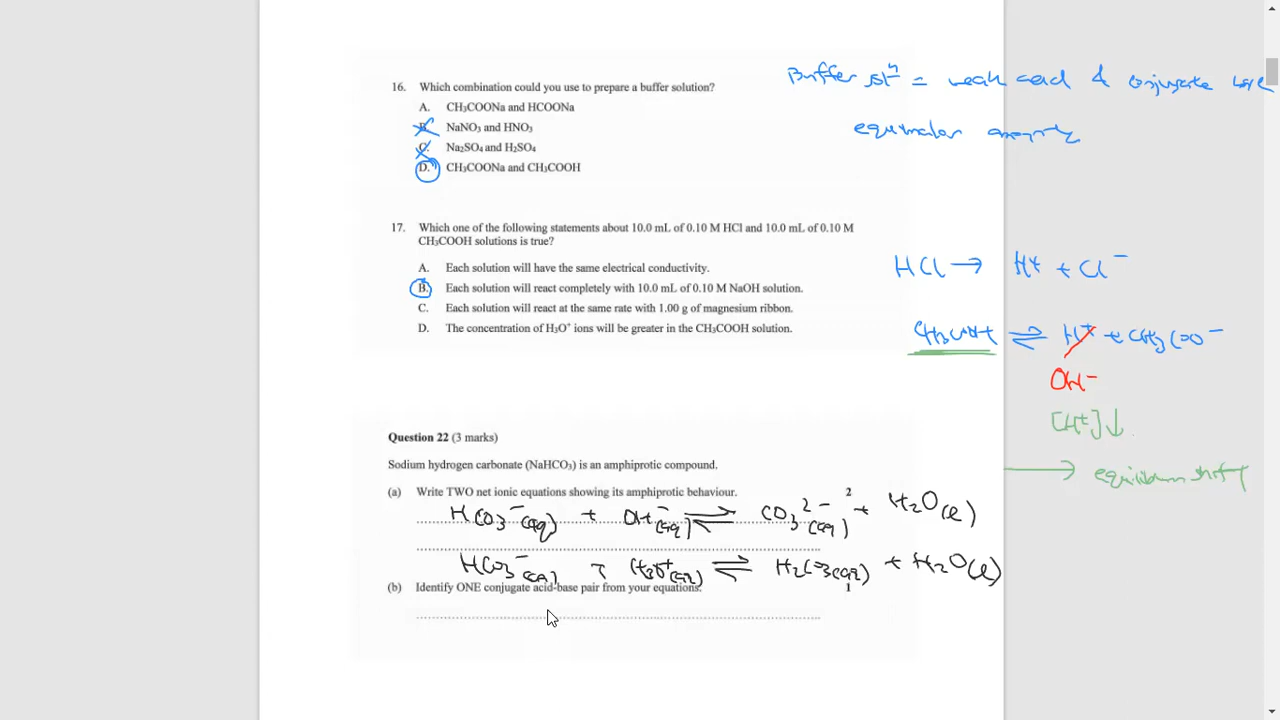 Buffer solⁿ = weak acid & conjugate base
16. Which combination could you use to prepare a buffer solution?
A. CH₃COONa and HCOONa
equimolar
B. NaNO₃ and HNO₃
C. Na₂SO₄ and H₂SO₄
D. CH₃COONa and CH₃COOH
17. Which one of the following statements about 10.0 mL of 0.10 M HCl and 10.0 mL of 0.10 M
CH₃COOH solutions is true?
HCl → H⁺ + Cl⁻
A. Each solution will have the same electrical conductivity.
B. Each solution will react completely with 10.0 mL of 0.10 M NaOH solution.
C. Each solution will react at the same rate with 1.00 g of magnesium ribbon.
D. The concentration of H₃O⁺ ions will be greater in the CH₃COOH solution.
CH₃COOH ⇌ H⁺ + CH₃COO⁻
OH⁻
[H⁺]↓
→ equilibrium shift
Question 22 (3 marks)
Sodium hydrogen carbonate (NaHCO₃) is an amphiprotic compound.
(a) Write TWO net ionic equations showing its amphiprotic behaviour. 2
HCO₃⁻(aq) + OH⁻(aq) ⇌ CO₃²⁻(aq) + H₂O(l)
HCO₃⁻(aq) + H₃O⁺(aq) ⇌ H₂CO₃(aq) + H₂O(l)
(b) Identify ONE conjugate acid-base pair from your equations. 1